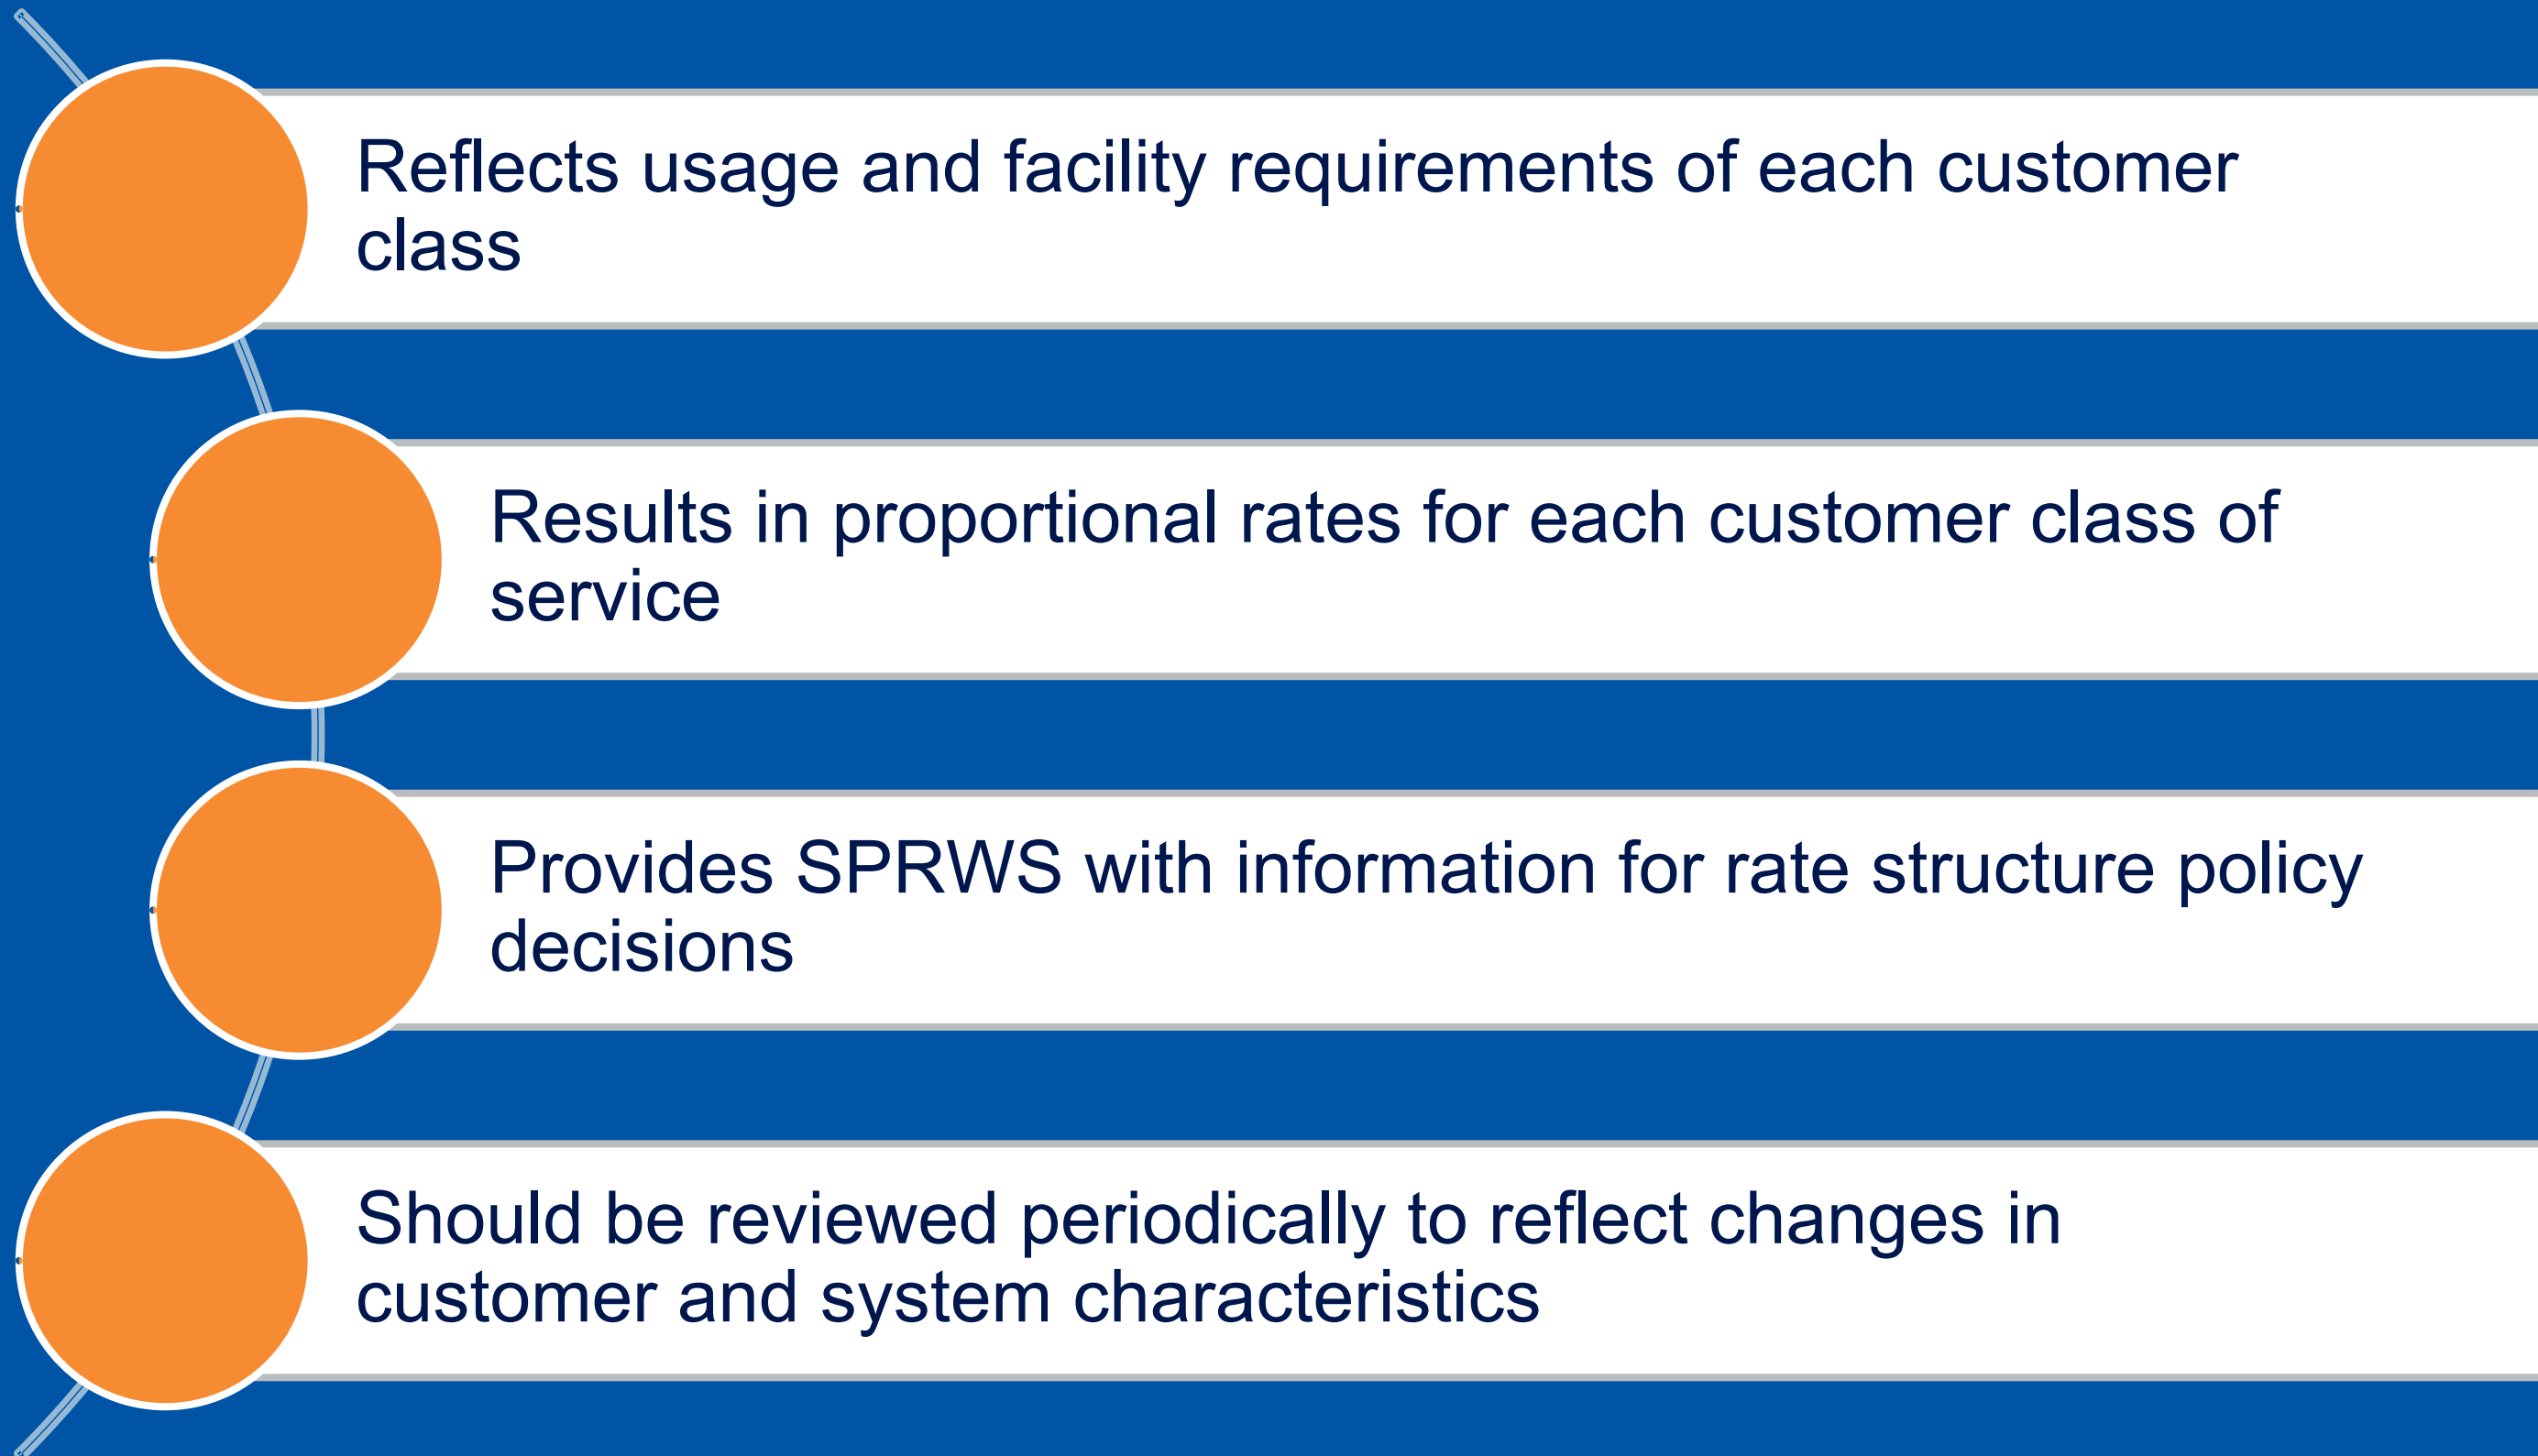 Reflects usage and facility requirements of each customer
class
Results in proportional rates for each customer class of
service
Provides SPRWS with information for rate structure policy
decisions
Should be reviewed periodically to reflect changes in
customer and system characteristics